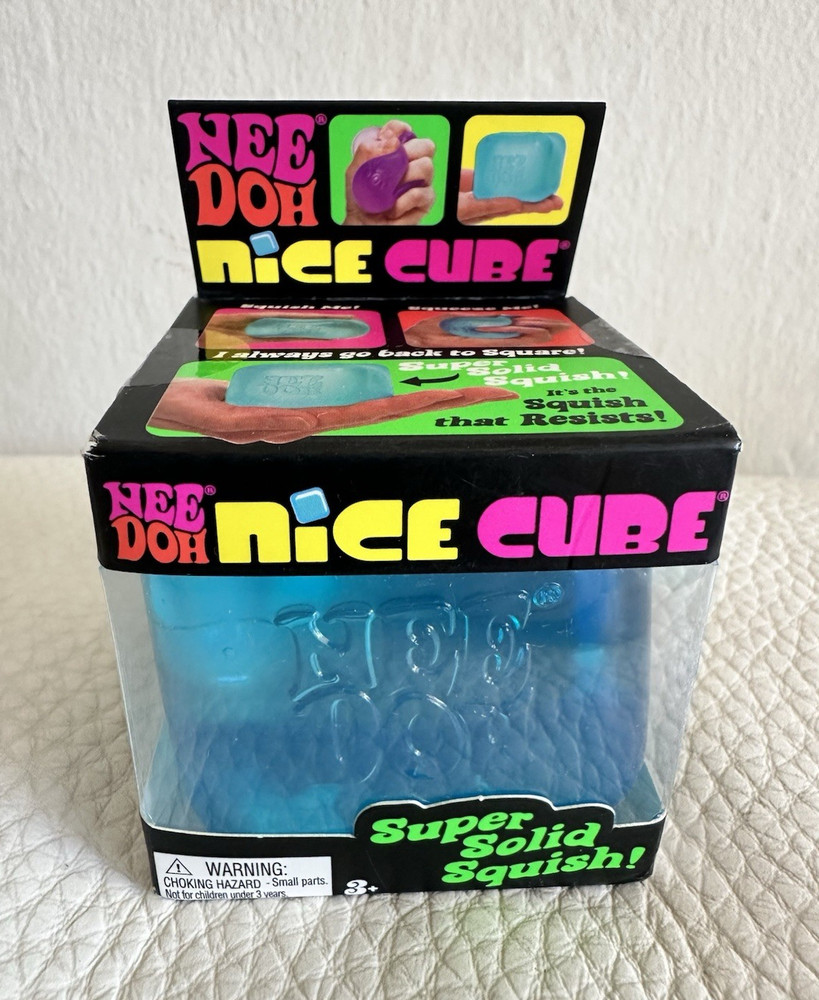 NEE®
DOH
NiCE CUBE®
Squish Me! Squeeze Me!
I always go back to Square!
Super
Solid
Squish!
It's the
Squish
that Resists!
NEE®
DOH
NiCE CUBE®
NEE®
DOH
Super
Solid
Squish!
WARNING:
CHOKING HAZARD - Small parts.
Not for children under 3 years.
3+